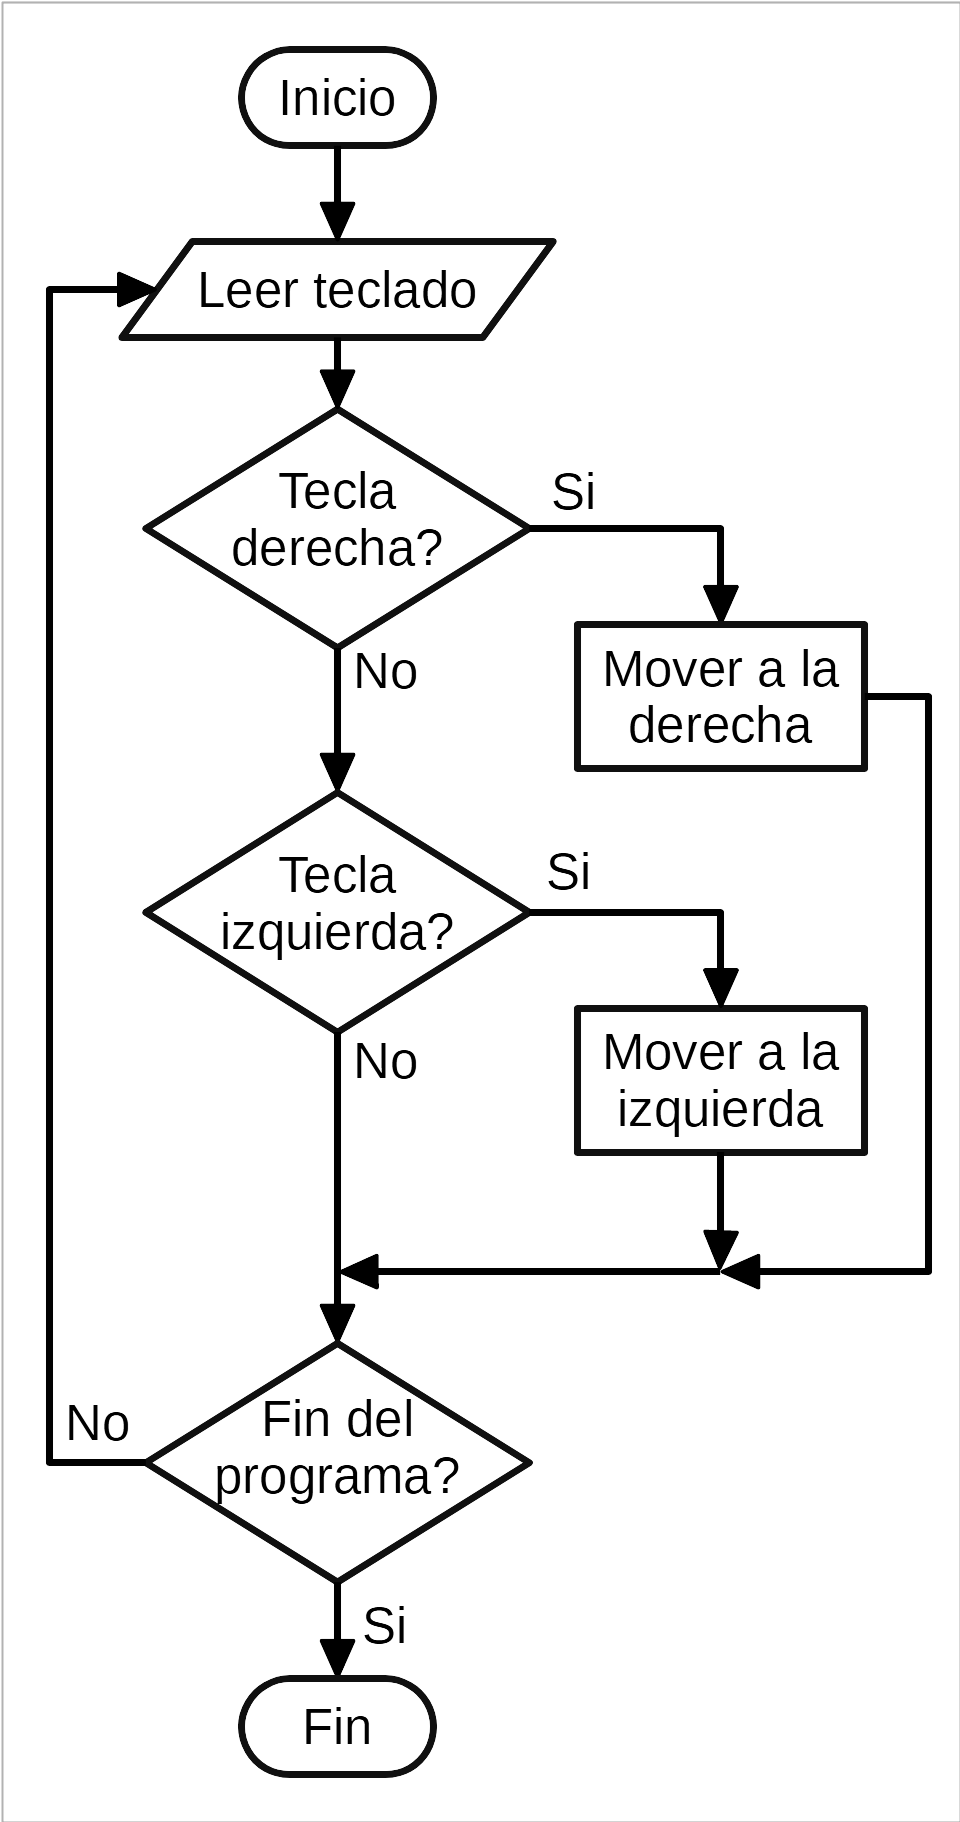 Inicio
Leer teclado
Tecla
derecha?
Si
No
Mover a la
derecha
Tecla
izquierda?
Si
No
Mover a la
izquierda
Fin del
programa?
No
Si
Fin